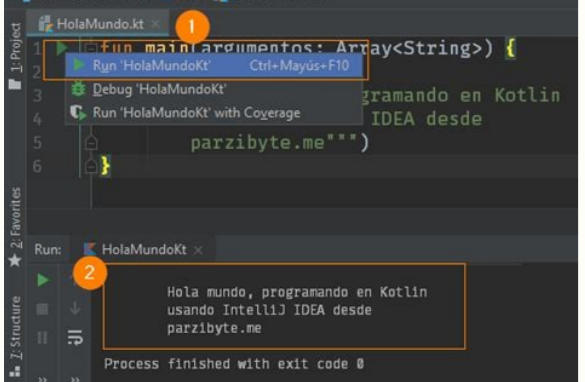 HolaMundo.kt ×
1
1: Project
1 fun main(argumentos: Array<String>) {
Run 'HolaMundoKt' Ctrl+Mayús+F10
2
Debug 'HolaMundoKt'
3 gramando en Kotlin
Run 'HolaMundoKt' with Coverage
4 IDEA desde
5 parzibyte.me""")
6 }
2: Favorites
Run: HolaMundoKt ×
2
Hola mundo, programando en Kotlin
usando IntelliJ IDEA desde
parzibyte.me
7: Structure
Process finished with exit code 0